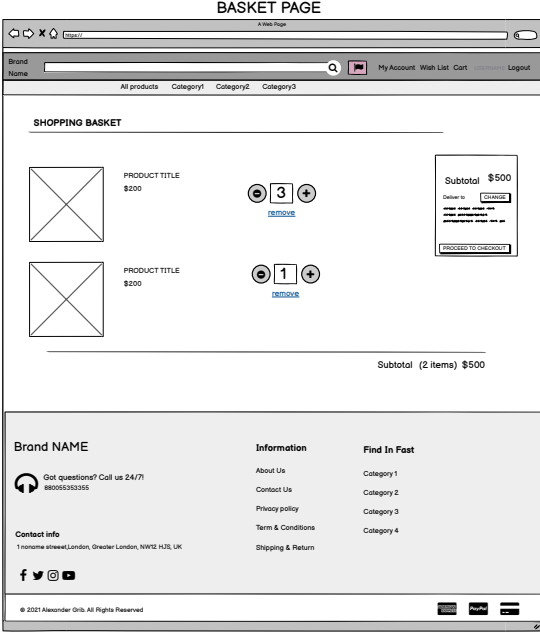 BASKET PAGE
A Web Page
https://
Brand
Name
My Account Wish List Cart Logout
All products Category1 Category2 Category3
SHOPPING BASKET
PRODUCT TITLE
$200
3
remove
Subtotal $500
Deliver to CHANGE
PROCEED TO CHECKOUT
PRODUCT TITLE
$200
1
remove
Subtotal (2 items) $500
Brand NAME
Information
Find In Fast
Got questions? Call us 24/7!
880055353355
About Us
Category 1
Contact Us
Category 2
Privacy policy
Category 3
Term & Conditions
Category 4
Shipping & Return
Contact info
1 noname streeet,London, Greater London, NW12 HJS, UK
© 2021 Alexander Grib. All Rights Reserved
PayPal